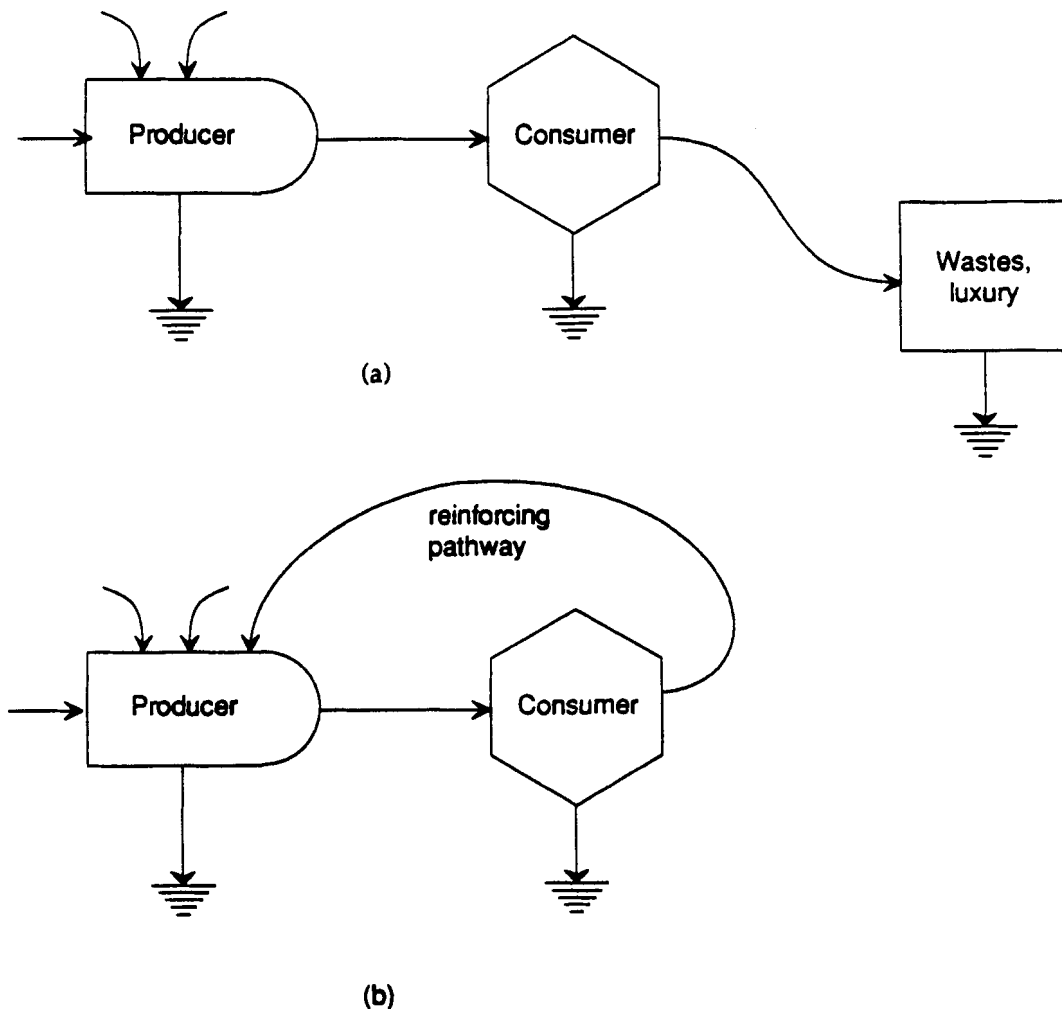 Producer
Consumer
Wastes,
luxury
(a)
reinforcing
pathway
Producer
Consumer
(b)